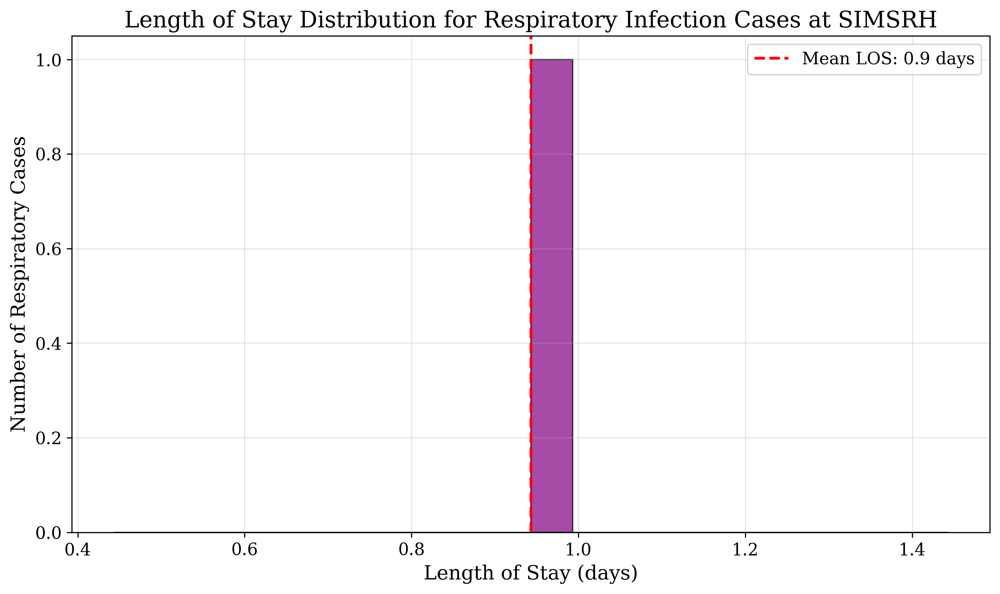 Length of Stay Distribution for Respiratory Infection Cases at SIMSRH
Mean LOS: 0.9 days
Number of Respiratory Cases
1.0
0.8
0.6
0.4
0.2
0.0
0.4 0.6 0.8 1.0 1.2 1.4
Length of Stay (days)